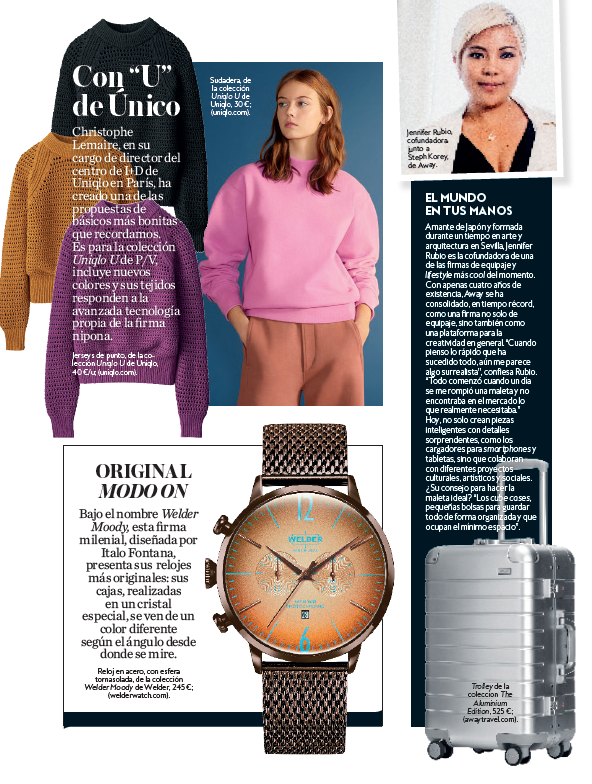 Con “U”
de Único
Christophe
Lemaire, en su
cargo de director del
centro de I+D de
Uniqlo en París, ha
creado una de las
propuestas de
básicos más bonitas
que recordamos.
Es para la colección
Uniqlo U de P/V,
incluye nuevos
colores y sus tejidos
responden a la
avanzada tecnología
propia de la firma
nipona.
Jerseys de punto, de la co-
lección Uniqlo U de Uniqlo,
40 €/u; (uniqlo.com).
Sudadera, de
la colección
Uniqlo U de
Uniqlo, 30 €;
(uniqlo.com).
Jennifer Rubio,
cofundadora
junto a
Steph Korey,
de Away.
EL MUNDO
EN TUS MANOS
Amante de Japón y formada
durante un tiempo en arte y
arquitectura en Sevilla, Jennifer
Rubio es la cofundadora de una
de las firmas de equipaje y
lifestyle más cool del momento.
Con apenas cuatro años de
existencia, Away se ha
consolidado, en tiempo récord,
como una firma no solo de
equipaje, sino también como
una plataforma para la
creatividad en general. “Cuando
pienso lo rápido que ha
sucedido todo, aún me parece
algo surrealista”, confiesa Rubio.
“Todo comenzó cuando un día
se me rompió una maleta y no
encontraba en el mercado lo
que realmente necesitaba.”
Hoy, no solo crean piezas
inteligentes con detalles
sorprendentes, como los
cargadores para smartphones y
tabletas, sino que colaboran
con diferentes proyectos
culturales, artísticos y sociales.
¿Su consejo para hacer la
maleta ideal? “Los cube cases,
pequeñas bolsas para guardar
todo de forma organizada y que
ocupan el mínimo espacio”.
Trolley de la
colección The
Aluminium
Edition, 525 €;
(awaytravel.com).
ORIGINAL
MODO ON
Bajo el nombre Welder
Moody, esta firma
milenial, diseñada por
Italo Fontana,
presenta sus relojes
más originales: sus
cajas, realizadas
en un cristal
especial, se ven de un
color diferente
según el ángulo desde
donde se mire.
Reloj en acero, con esfera
tornasolada, de la colección
Welder Moody de Welder, 245 €;
(welderwatch.com).
12
WELDER
6